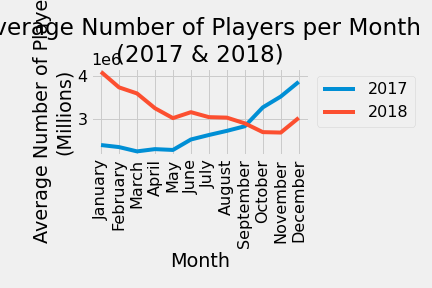 verage Number of Players per Month
(2017 & 2018)
Average Number of Playe
(Millions)
1e6
4
3
January
February
March
April
May
June
July
August
September
October
November
December
Month
2017
2018